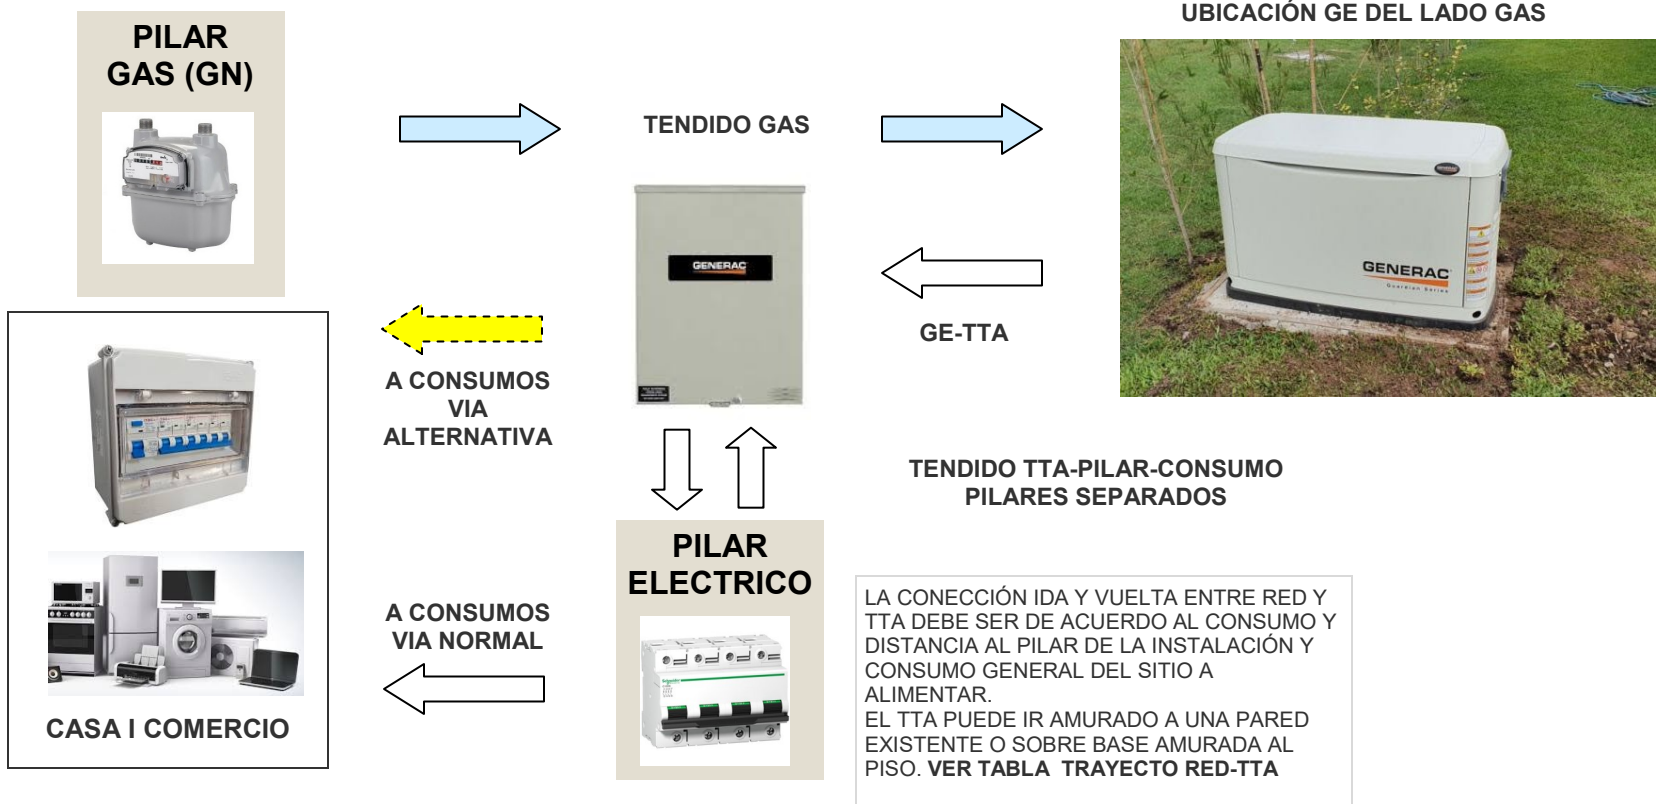 UBICACIÓN GE DEL LADO GAS
PILAR
GAS (GN)
TENDIDO GAS
GENERAC
GENERAC
Guardian Series
GE-TTA
A CONSUMOS
VIA
ALTERNATIVA
TENDIDO TTA-PILAR-CONSUMO
PILARES SEPARADOS
PILAR
ELECTRICO
A CONSUMOS
VIA NORMAL
CASA I COMERCIO
LA CONECCIÓN IDA Y VUELTA ENTRE RED Y
TTA DEBE SER DE ACUERDO AL CONSUMO Y
DISTANCIA AL PILAR DE LA INSTALACIÓN Y
CONSUMO GENERAL DEL SITIO A
ALIMENTAR.
EL TTA PUEDE IR AMURADO A UNA PARED
EXISTENTE O SOBRE BASE AMURADA AL
PISO. VER TABLA  TRAYECTO RED-TTA